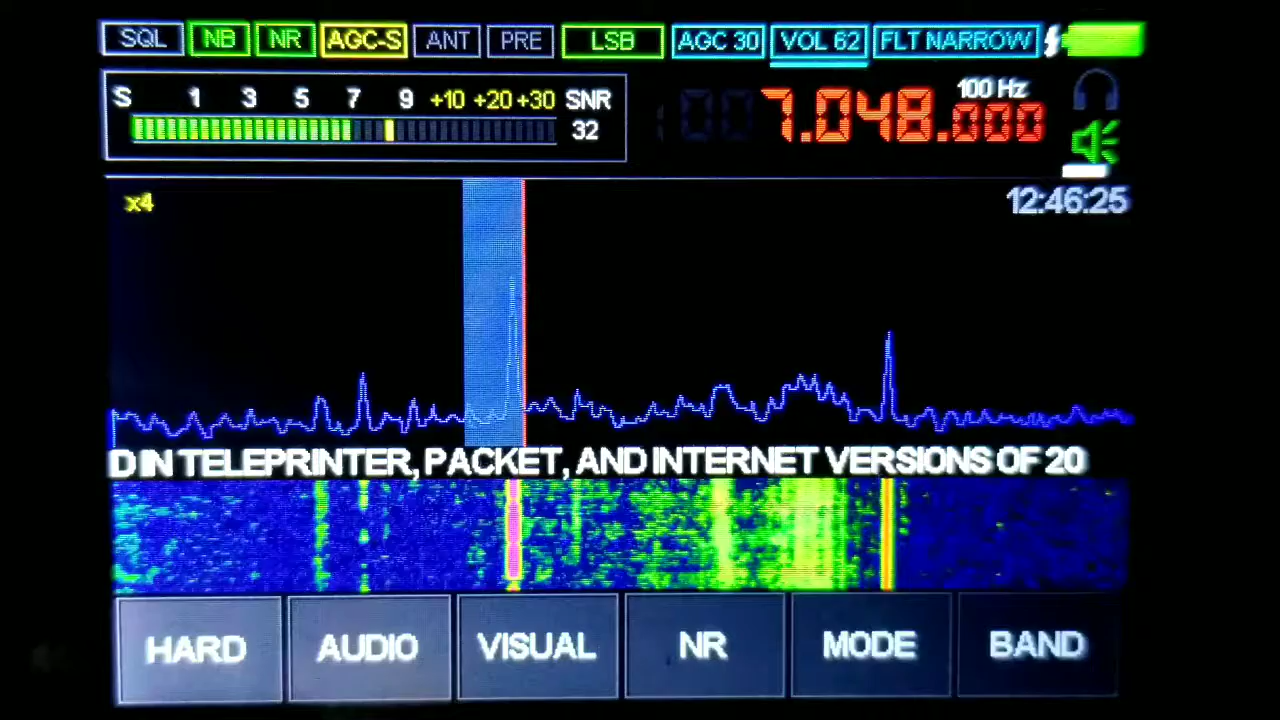 SQL NB NR AGC-S ANT PRE LSB AGC 30 VOL 62 FLT NARROW
S 1 3 5 7 9 +10 +20 +30 SNR
32
100 Hz
7.048.000
x4
12:46:25
D IN TELEPRINTER, PACKET, AND INTERNET VERSIONS OF 20
HARD AUDIO VISUAL NR MODE BAND